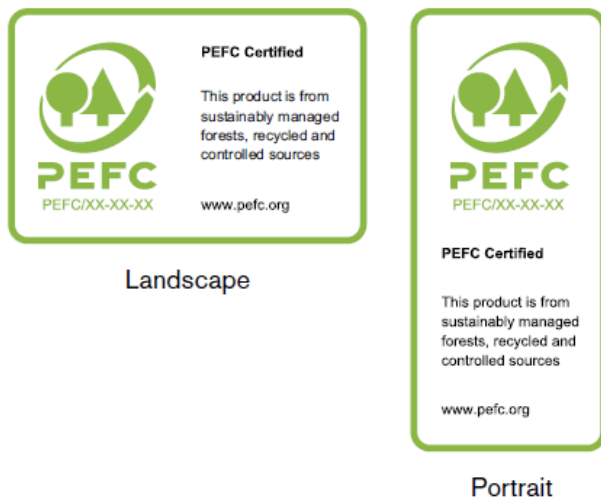 PEFC
PEFC/XX-XX-XX
PEFC Certified
This product is from
sustainably managed
forests, recycled and
controlled sources
www.pefc.org
Landscape
PEFC
PEFC/XX-XX-XX
PEFC Certified
This product is from
sustainably managed
forests, recycled and
controlled sources
www.pefc.org
Portrait